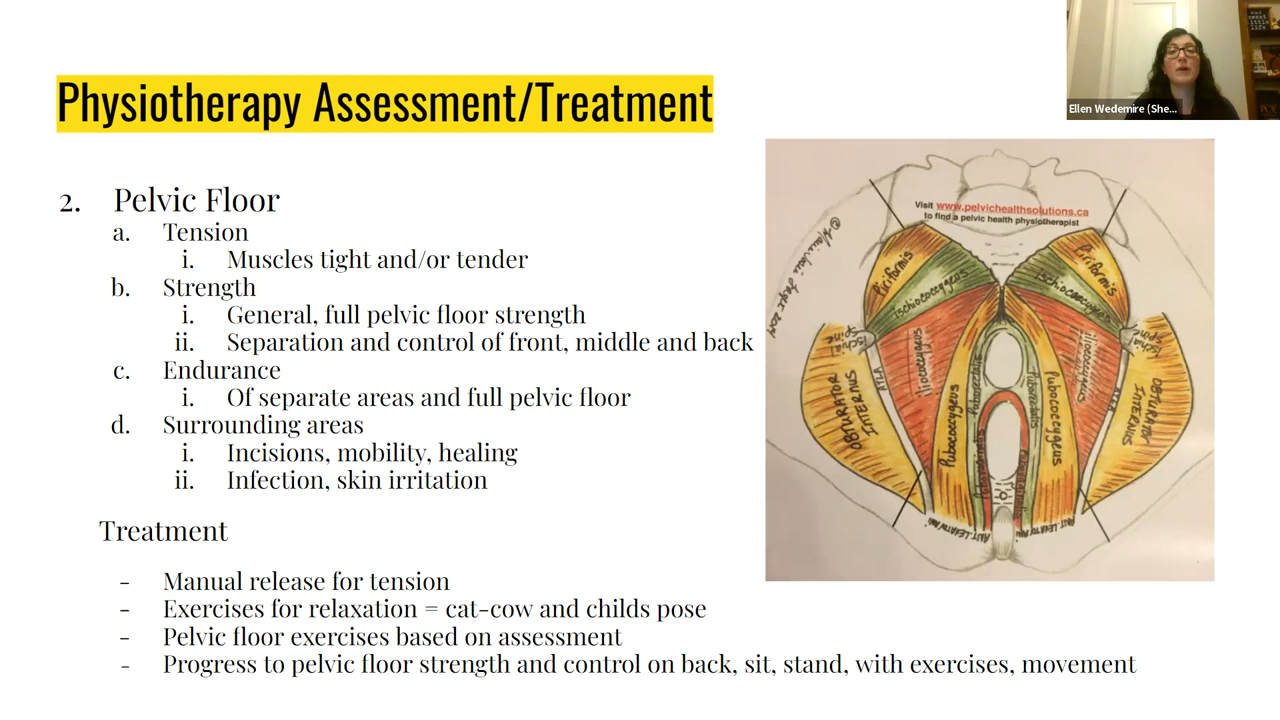 Physiotherapy Assessment/Treatment
Ellen Wedemire (She...
2. Pelvic Floor
a. Tension
i. Muscles tight and/or tender
b. Strength
i. General, full pelvic floor strength
ii. Separation and control of front, middle and back
c. Endurance
i. Of separate areas and full pelvic floor
d. Surrounding areas
i. Incisions, mobility, healing
ii. Infection, skin irritation
Treatment
- Manual release for tension
- Exercises for relaxation = cat-cow and childs pose
- Pelvic floor exercises based on assessment
- Progress to pelvic floor strength and control on back, sit, stand, with exercises, movement
Visit www.pelvichealthsolutions.ca
to find a pelvic health physiotherapist
Piriformis
Piriformis
Ischiococcygeus
Ischiococcygeus
iliococcygeus
iliococcygeus
Ischial
Spine
OBTURATOR
INTERNUS
OBTURATOR
INTERNUS
ATLA
Pubococcygeus
Pubococcygeus
Puborectalis
Puborectalis